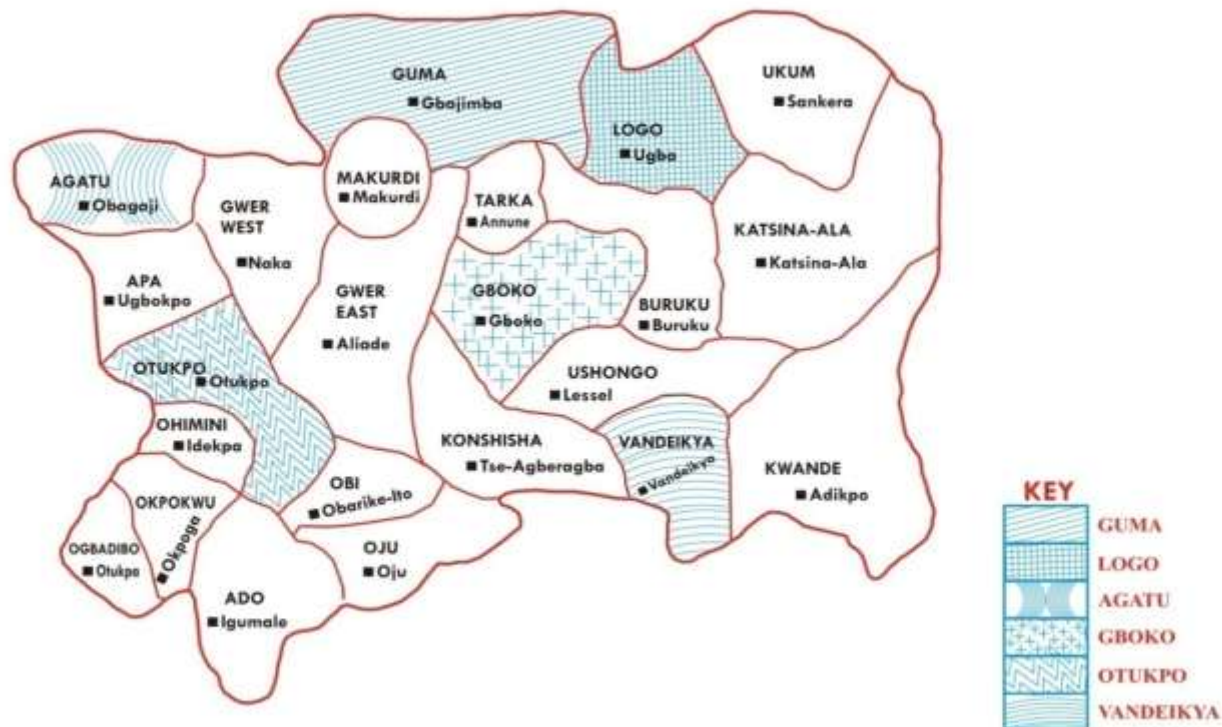 GUMA
Gbajimba
UKUM
Sankera
LOGO
Ugba
AGATU
Obagaji
MAKURDI
Makurdi
TARKA
Annune
GWER
WEST
Naka
KATSINA-ALA
Katsina-Ala
APA
Ugbokpo
GWER
EAST
Aliade
GBOKO
Gboko
BURUKU
Buruku
OTUKPO
Otukpo
USHONGO
Lessel
OHIMINI
Idekpa
KONSHISHA
Tse-Agberagba
VANDEIKYA
Vandeikya
KWANDE
Adikpo
OBI
Obarike-Ito
OKPOKWU
Okpoga
OGBADIBO
Otukpa
OJU
Oju
ADO
Igumale
KEY
GUMA
LOGO
AGATU
GBOKO
OTUKPO
VANDEIKYA